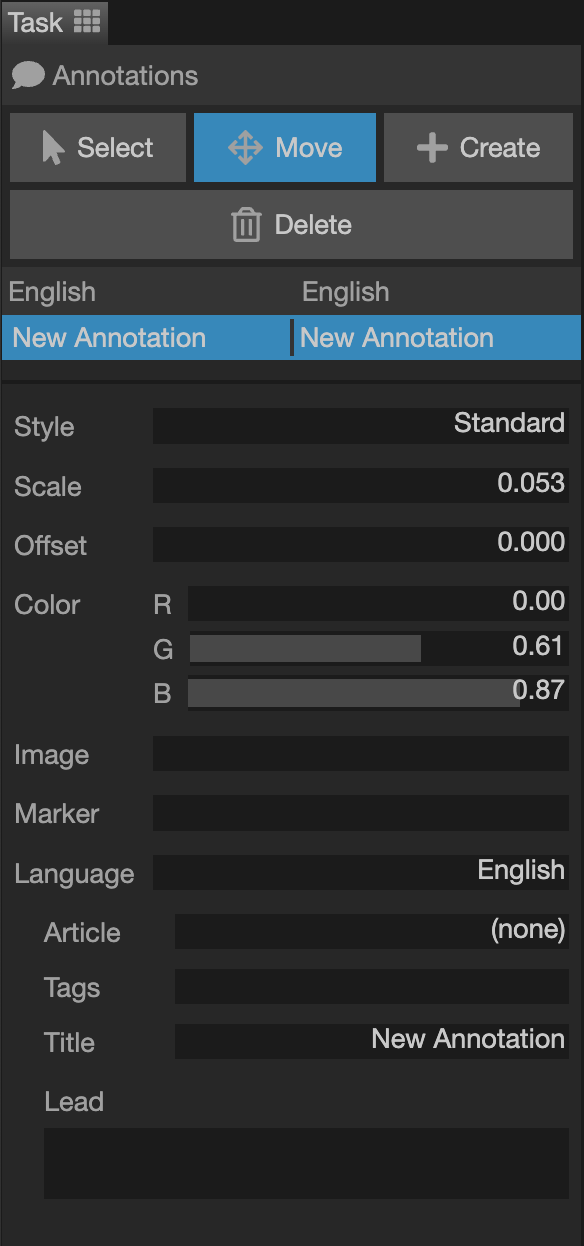 Task
Annotations
Select Move Create
Delete
English English
New Annotation New Annotation
Style Standard
Scale 0.053
Offset 0.000
Color R 0.00
G 0.61
B 0.87
Image
Marker
Language English
Article (none)
Tags
Title New Annotation
Lead